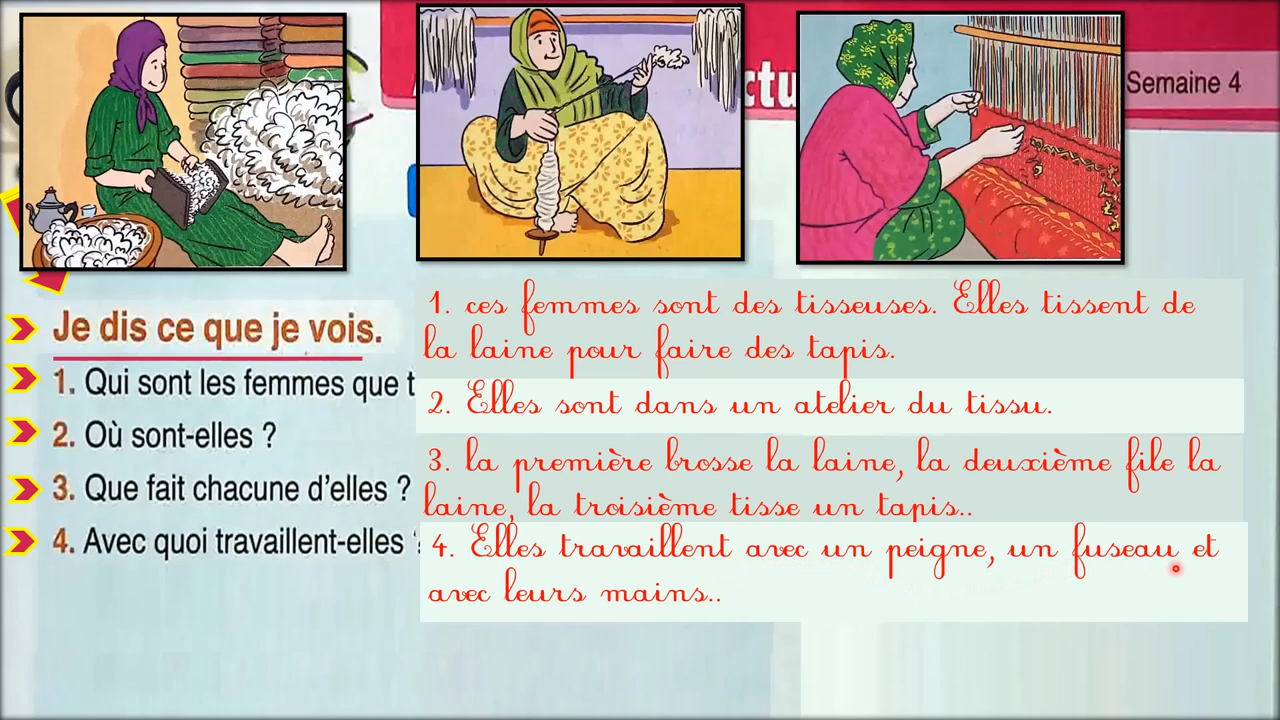 ctu
Semaine 4
Je dis ce que je vois.
1. Qui sont les femmes que t
2. Où sont-elles ?
3. Que fait chacune d'elles ?
4. Avec quoi travaillent-elles ?
1. ces femmes sont des tisseuses. Elles tissent de
la laine pour faire des tapis.
2. Elles sont dans un atelier du tissu.
3. la première brosse la laine, la deuxième file la
laine, la troisième tisse un tapis..
4. Elles travaillent avec un peigne, un fuseau et
avec leurs mains..